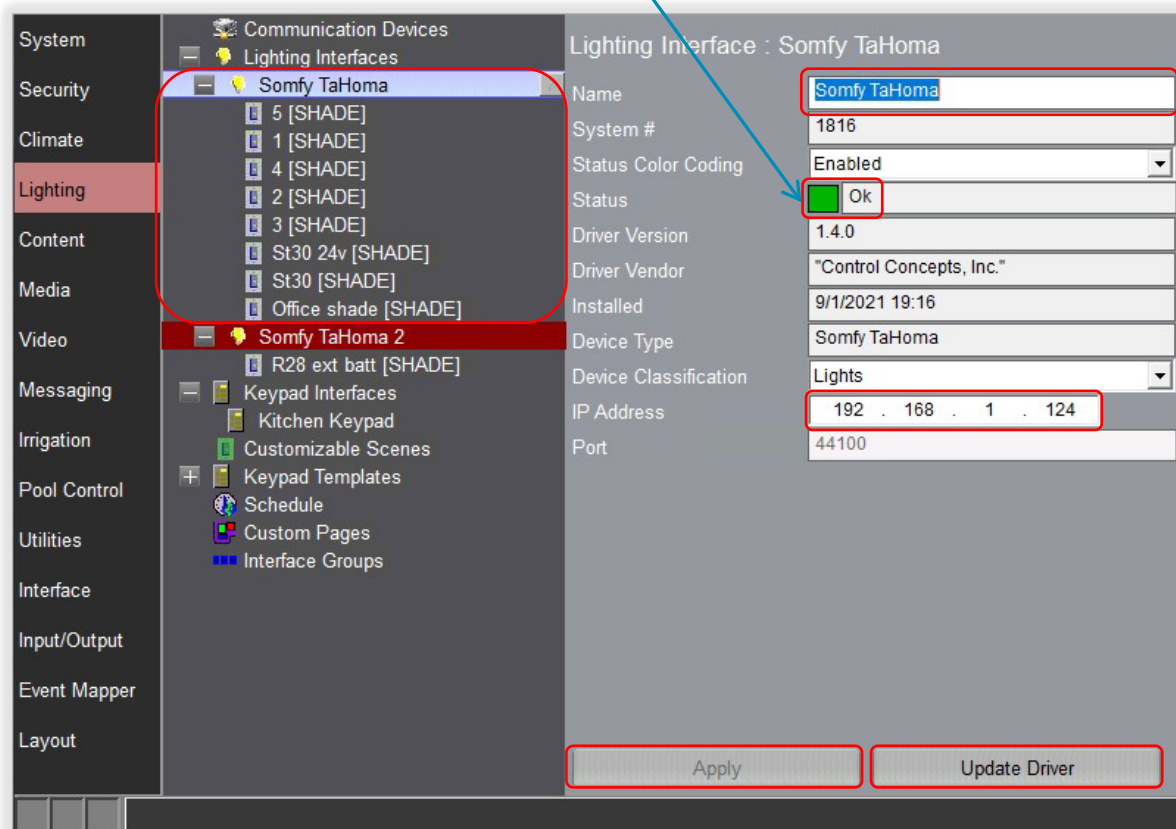 System
Security
Climate
Lighting
Content
Media
Video
Messaging
Irrigation
Pool Control
Utilities
Interface
Input/Output
Event Mapper
Layout
Communication Devices
Lighting Interfaces
Somfy TaHoma
5 [SHADE]
1 [SHADE]
4 [SHADE]
2 [SHADE]
3 [SHADE]
St30 24v [SHADE]
St30 [SHADE]
Office shade [SHADE]
Somfy TaHoma 2
R28 ext batt [SHADE]
Keypad Interfaces
Kitchen Keypad
Customizable Scenes
Keypad Templates
Schedule
Custom Pages
Interface Groups
Lighting Interface : Somfy TaHoma
Name Somfy TaHoma
System # 1816
Status Color Coding Enabled
Status Ok
Driver Version 1.4.0
Driver Vendor "Control Concepts, Inc."
Installed 9/1/2021 19:16
Device Type Somfy TaHoma
Device Classification Lights
IP Address 192 . 168 . 1 . 124
Port 44100
Apply Update Driver